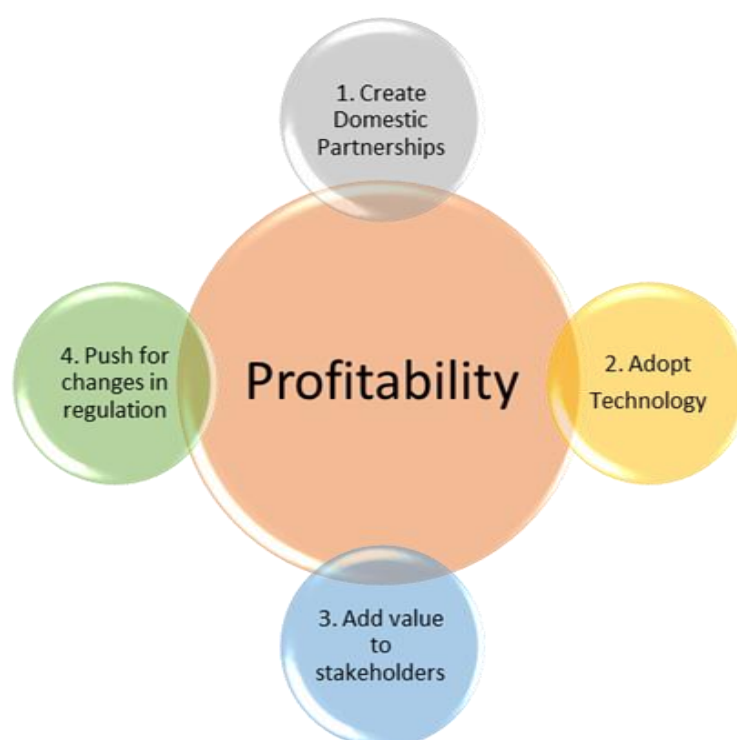 1. Create
Domestic
Partnerships
Profitability
2. Adopt
Technology
3. Add value
to
stakeholders
4. Push for
changes in
regulation